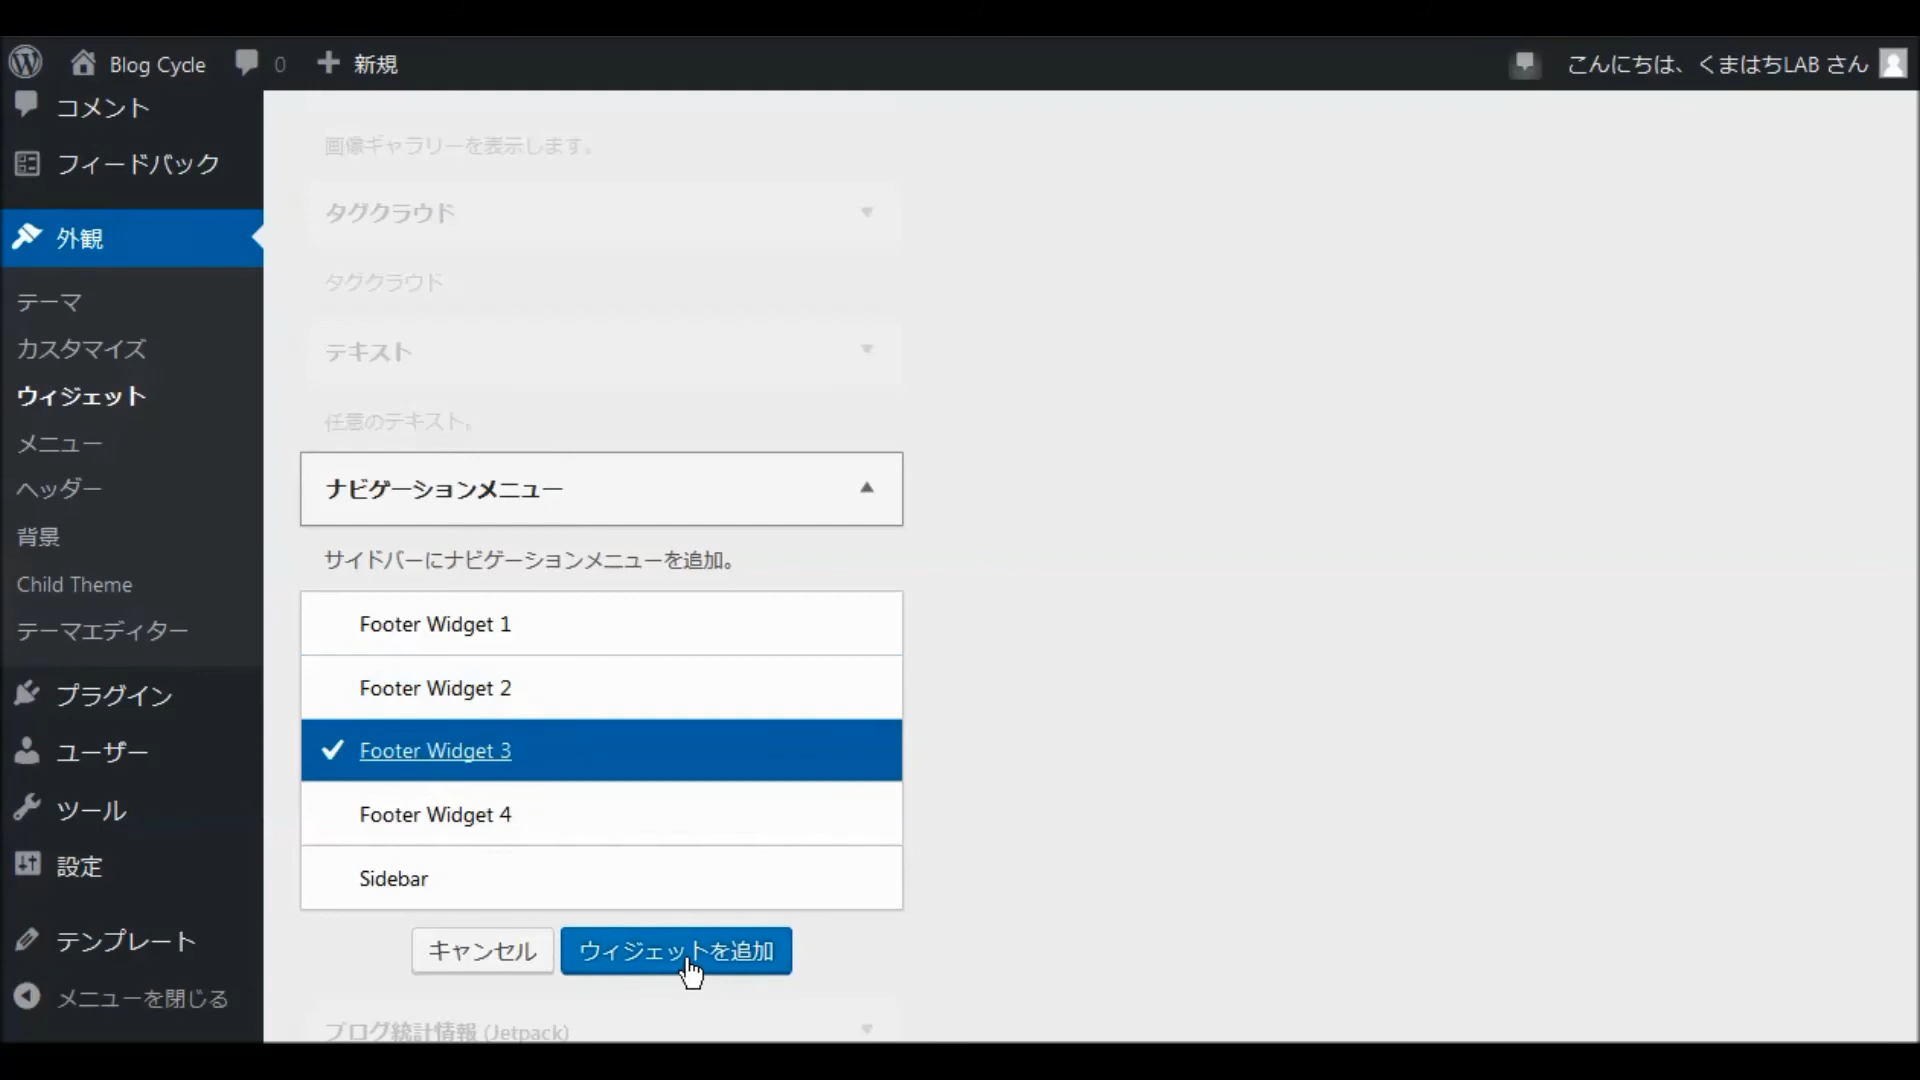 Blog Cycle
0
新規
こんにちは、くまはちLAB さん
コメント
フィードバック
外観
テーマ
カスタマイズ
ウィジェット
メニュー
ヘッダー
背景
Child Theme
テーマエディター
プラグイン
ユーザー
ツール
設定
テンプレート
メニューを閉じる
画像ギャラリーを表示します。
タグクラウド
タグクラウド
テキスト
任意のテキスト。
ナビゲーションメニュー
サイドバーにナビゲーションメニューを追加。
Footer Widget 1
Footer Widget 2
Footer Widget 3
Footer Widget 4
Sidebar
キャンセル
ウィジェットを追加
ブログ統計情報 (Jetpack)